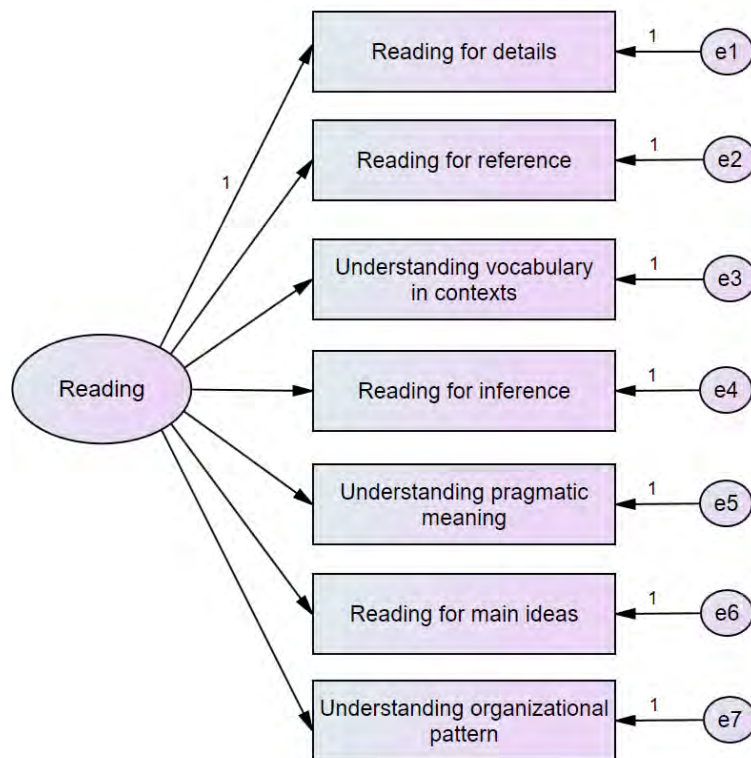 Reading for details
1
e1
Reading for reference
1
e2
1
Understanding vocabulary
in contexts
1
e3
Reading
Reading for inference
1
e4
Understanding pragmatic
meaning
1
e5
Reading for main ideas
1
e6
Understanding organizational
pattern
1
e7